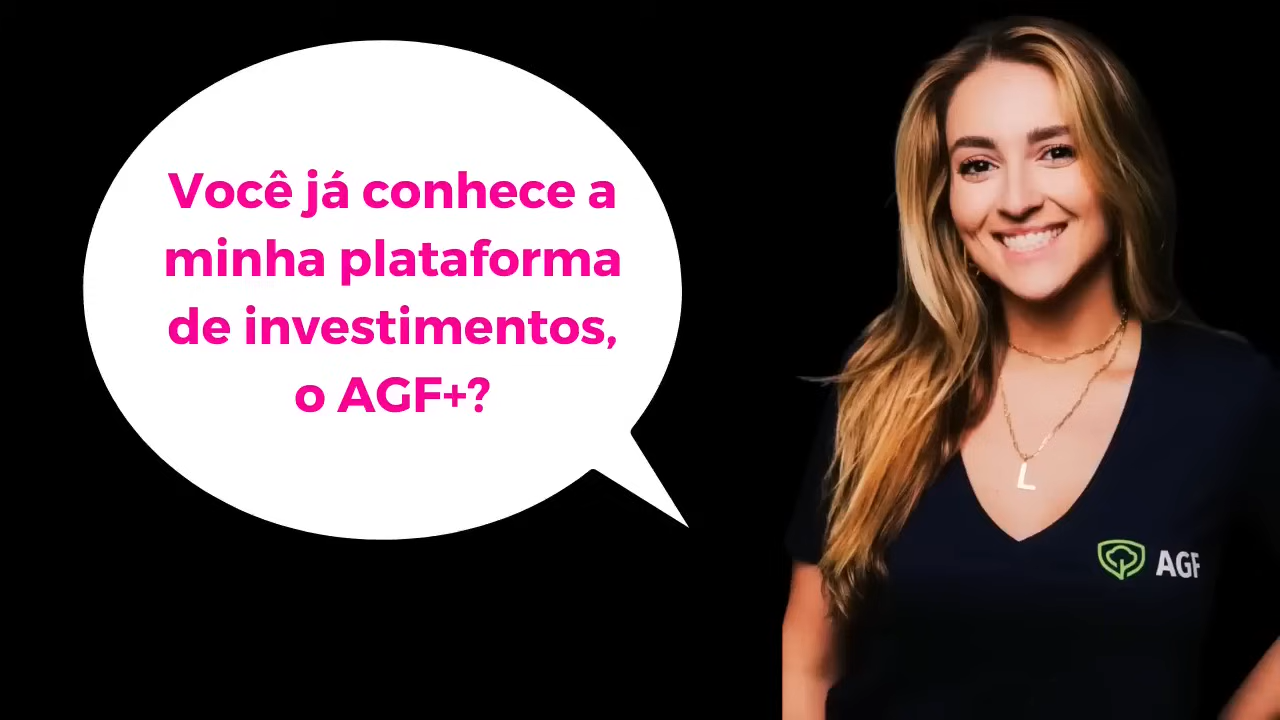 Você já conhece a
minha plataforma
de investimentos,
o AGF+?
L
AGF